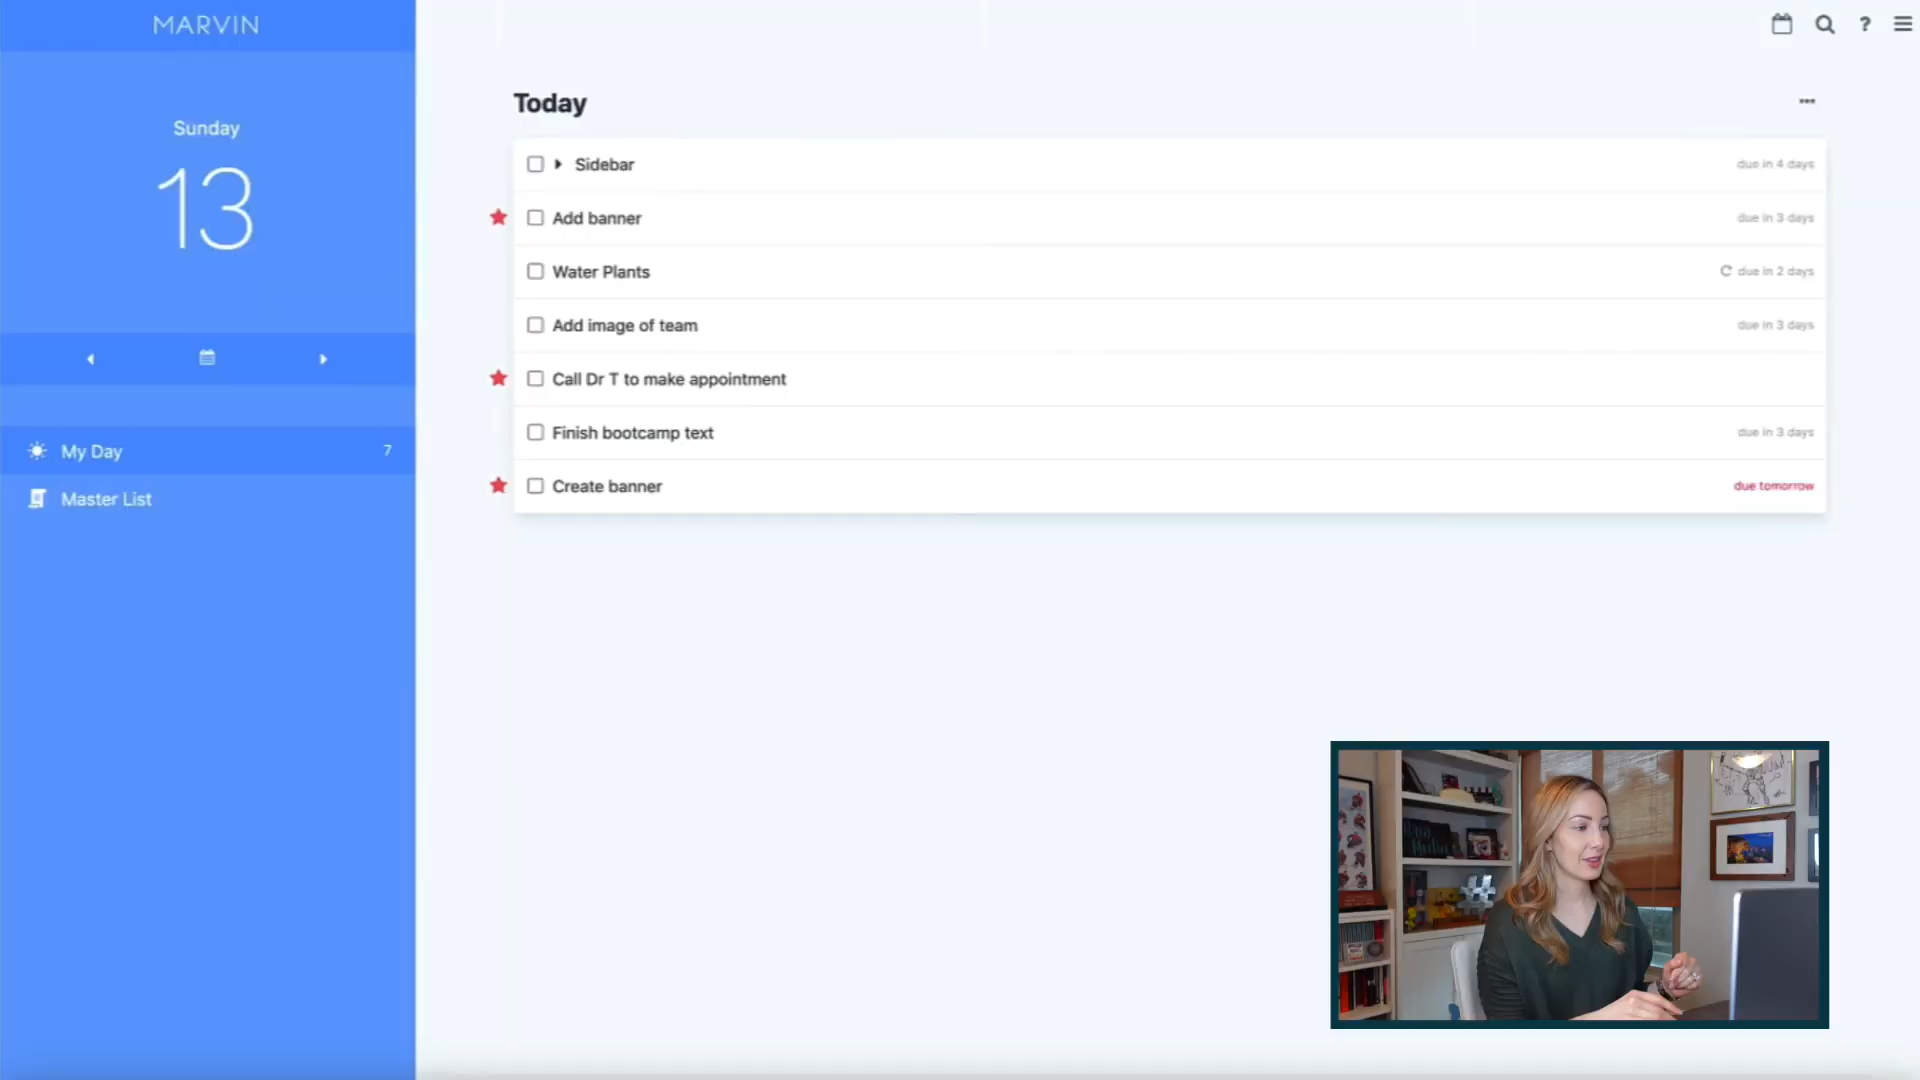 MARVIN
Sunday
13
My Day 7
Master List
Today
Sidebar due in 4 days
Add banner due in 3 days
Water Plants due in 2 days
Add image of team due in 3 days
Call Dr T to make appointment
Finish bootcamp text due in 3 days
Create banner due tomorrow